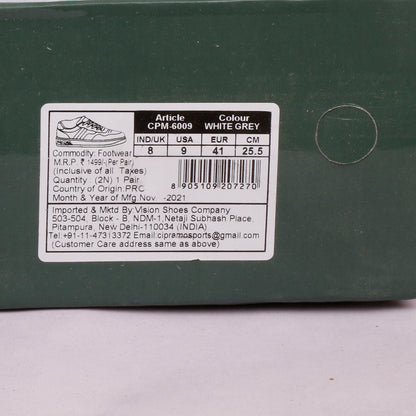 Article Colour
CPM-6009 WHITE GREY
IND/UK USA EUR CM
8 9 41 25.5
Commodity: Footwear
M.R.P. ₹ 1499/-(Per Pair)
(Inclusive of all Taxes)
Quantity : (2N) 1 Pair
Country of Origin:PRC
Month & Year of Mfg.Nov. -2021
8 905109 207270
Imported & Mktd By Vision Shoes Company
503-504, Block - B, NDM-1,Netaji Subhash Place,
Pitampura, New Delhi-110034 (INDIA)
Tel:+91-11-47313372 Email:cipramosports@gmail.com
(Customer Care address same as above)